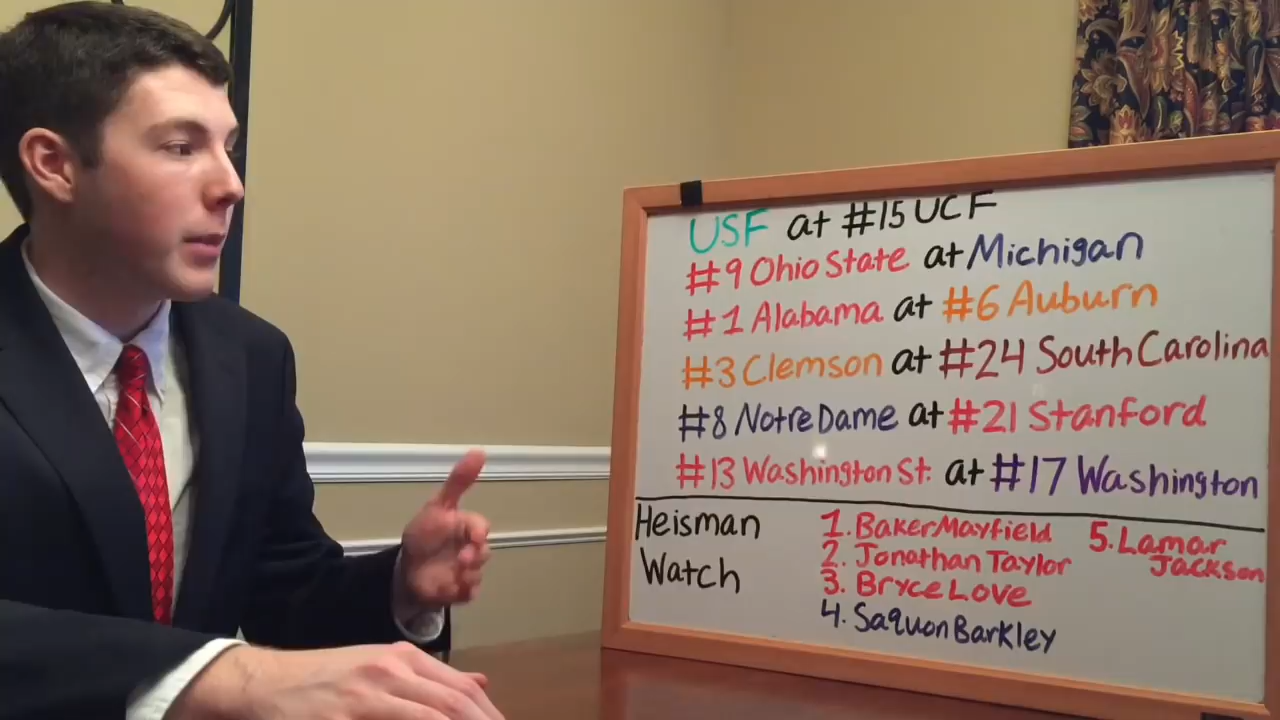 USF at #15 UCF
#9 Ohio State at Michigan
#1 Alabama at #6 Auburn
#3 Clemson at #24 South Carolina
#8 Notre Dame at #21 Stanford
#13 Washington St. at #17 Washington
Heisman
Watch
1. Baker Mayfield
2. Jonathan Taylor
3. Bryce Love
4. Saquon Barkley
5. Lamar
Jackson